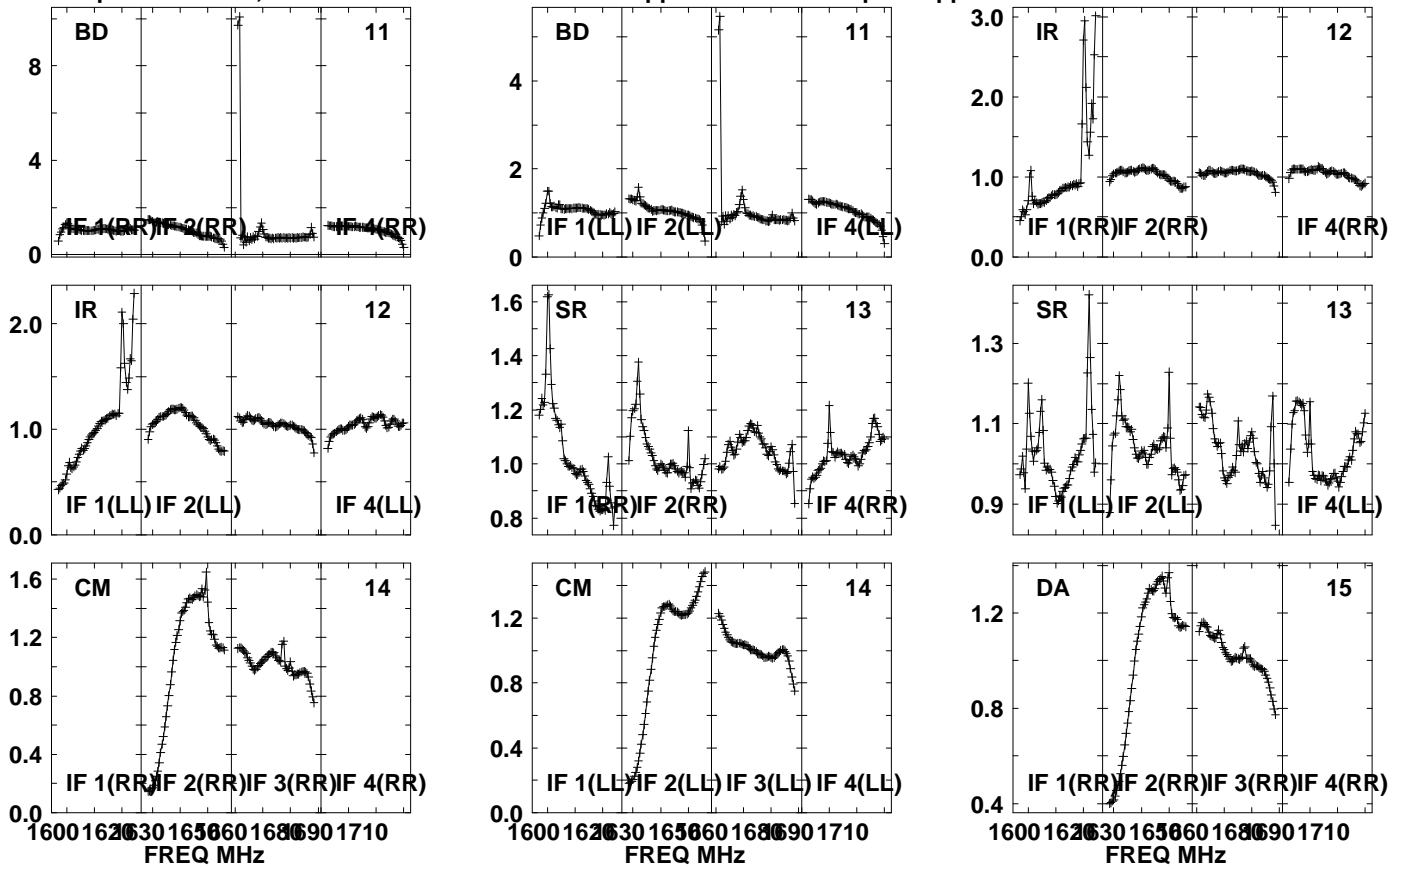 BD 11
8
4
0
IF 1(RR) IF 2(RR) IF 4(RR)
BD 11
4
2
0
IF 1(LL) IF 2(LL) IF 4(LL)
IR 12
3.0
2.0
1.0
0.0
IF 1(RR) IF 2(RR) IF 4(RR)
IR 12
2.0
1.0
0.0
IF 1(LL) IF 2(LL) IF 4(LL)
SR 13
1.6
1.4
1.2
1.0
0.8
IF 1(RR) IF 2(RR) IF 4(RR)
SR 13
1.3
1.1
0.9
IF 1(LL) IF 2(LL) IF 4(LL)
CM 14
1.6
1.2
0.8
0.4
0.0
IF 1(RR) IF 2(RR) IF 3(RR) IF 4(RR)
1600 1620 1630 1650 1660 1680 1690 1710
FREQ MHz
CM 14
1.2
0.8
0.4
0.0
IF 1(LL) IF 2(LL) IF 3(LL) IF 4(LL)
1600 1620 1630 1650 1660 1680 1690 1710
FREQ MHz
DA 15
1.2
0.8
0.4
IF 1(RR) IF 2(RR) IF 3(RR) IF 4(RR)
1600 1620 1630 1650 1660 1680 1690 1710
FREQ MHz